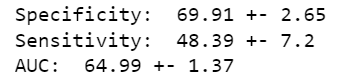 Specificity:  69.91 +- 2.65
Sensitivity:  48.39 +- 7.2
AUC:  64.99 +- 1.37